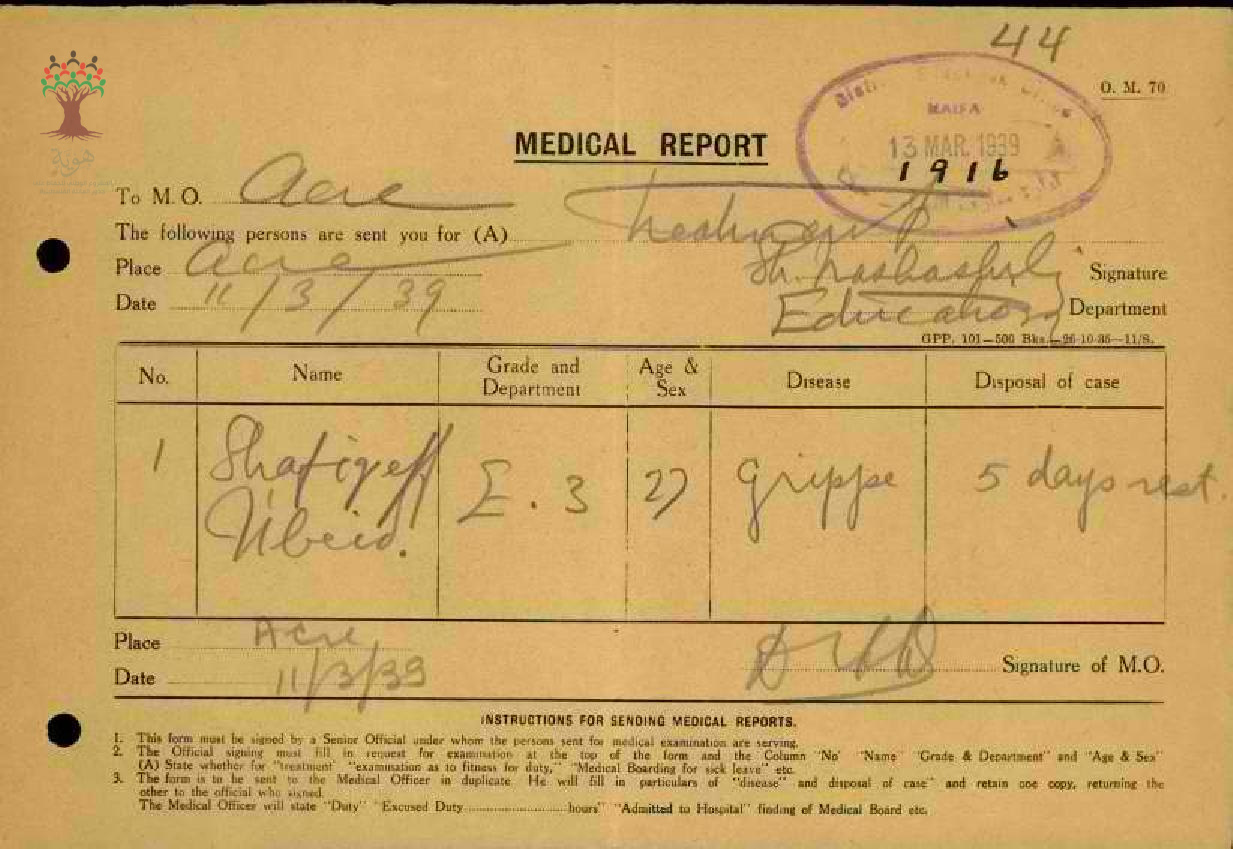 44
O. M. 70
HAIFA
13 MAR. 1939
1916
MEDICAL REPORT
هوية
To M. O. Acre
The following persons are sent you for (A) Treatment
Place Acre
Signature
Date 11/3/39
Education Department
GPP. 101—500 Bks.—26-10-36—11/S.
No. Name Grade and Department Age & Sex Disease Disposal of case
1 Shafiq eff Ubeid. E. 3 27 grippe 5 days rest.
Place Acre
Date 11/3/39
Signature of M.O.
INSTRUCTIONS FOR SENDING MEDICAL REPORTS.
1. This form must be signed by a Senior Official under whom the persons sent for medical examination are serving.
2. The Official signing must fill in request for examination at the top of the form and the Column "No" "Name" "Grade & Department" and "Age & Sex"
(A) State whether for "treatment" "examination as to fitness for duty," "Medical Boarding for sick leave" etc.
3. The form is to be sent to the Medical Officer in duplicate. He will fill in particulars of "disease" and disposal of case" and retain one copy, returning the
other to the official who signed.
The Medical Officer will state "Duty" "Excused Duty........................hours" "Admitted to Hospital" finding of Medical Board etc.